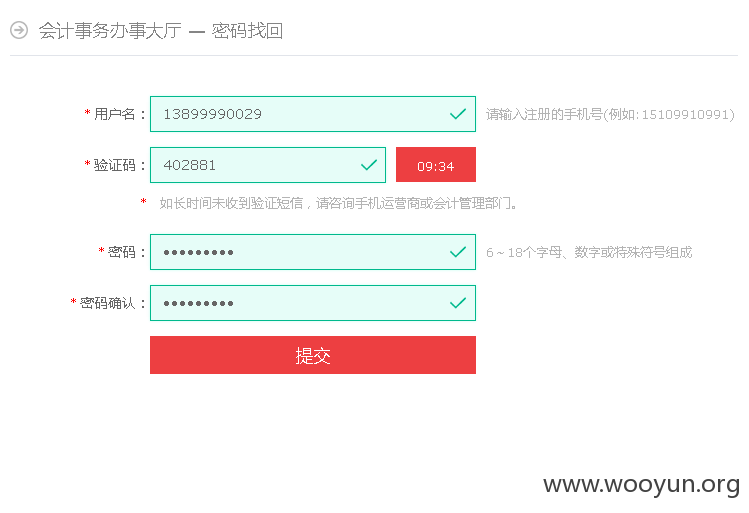 会计事务办事大厅 — 密码找回
* 用户名： 13899990029 请输入注册的手机号(例如:15109910991)
* 验证码： 402881 09:34
* 如长时间未收到验证短信，请咨询手机运营商或会计管理部门。
* 密码： ●●●●●●●●● 6～18个字母、数字或特殊符号组成
* 密码确认： ●●●●●●●●●
提交
www.wooyun.org